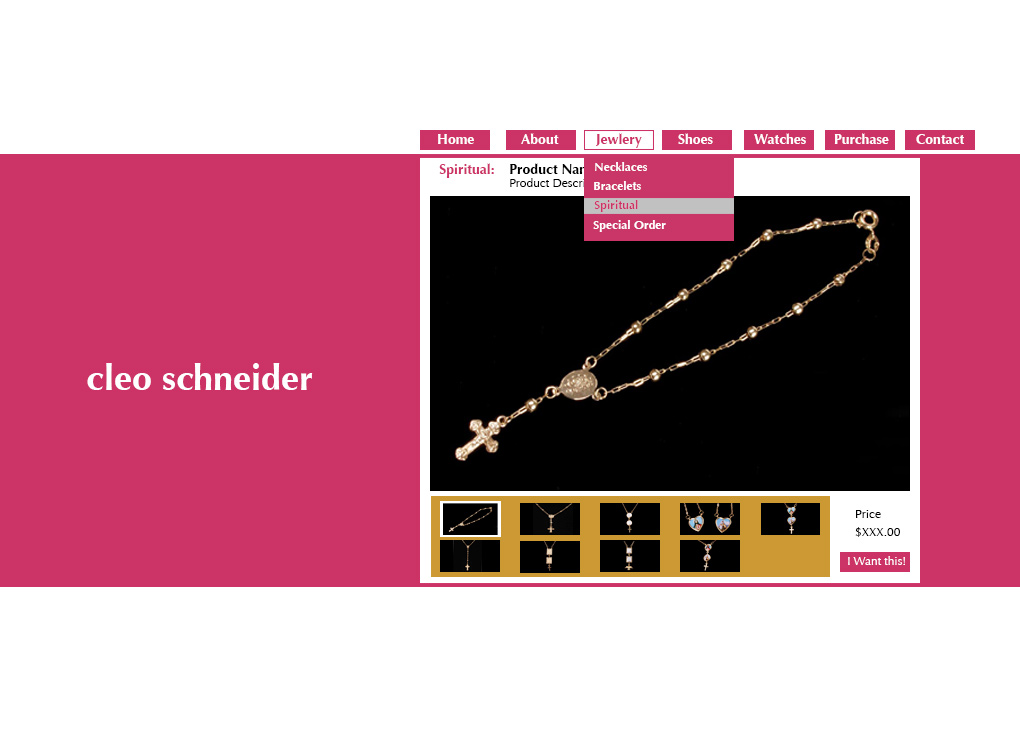 Home About Jewlery Shoes Watches Purchase Contact
Spiritual: Product Nar
Product Descri
Necklaces
Bracelets
Spiritual
Special Order
cleo schneider
Price
$XXX.00
I Want this!